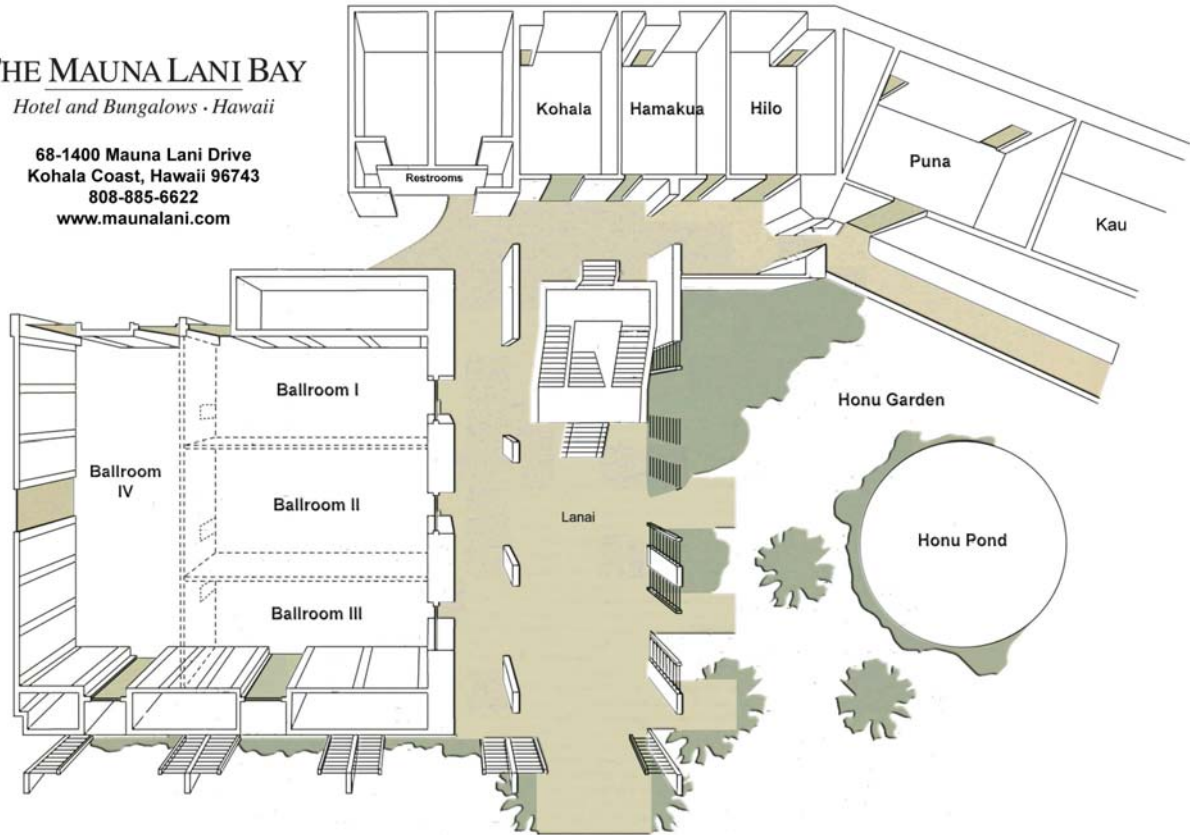 THE MAUNA LANI BAY
Hotel and Bungalows · Hawaii
68-1400 Mauna Lani Drive
Kohala Coast, Hawaii 96743
808-885-6622
www.maunalani.com
Restrooms
Kohala
Hamakua
Hilo
Puna
Kau
Ballroom I
Ballroom
IV
Ballroom II
Ballroom III
Lanai
Honu Garden
Honu Pond